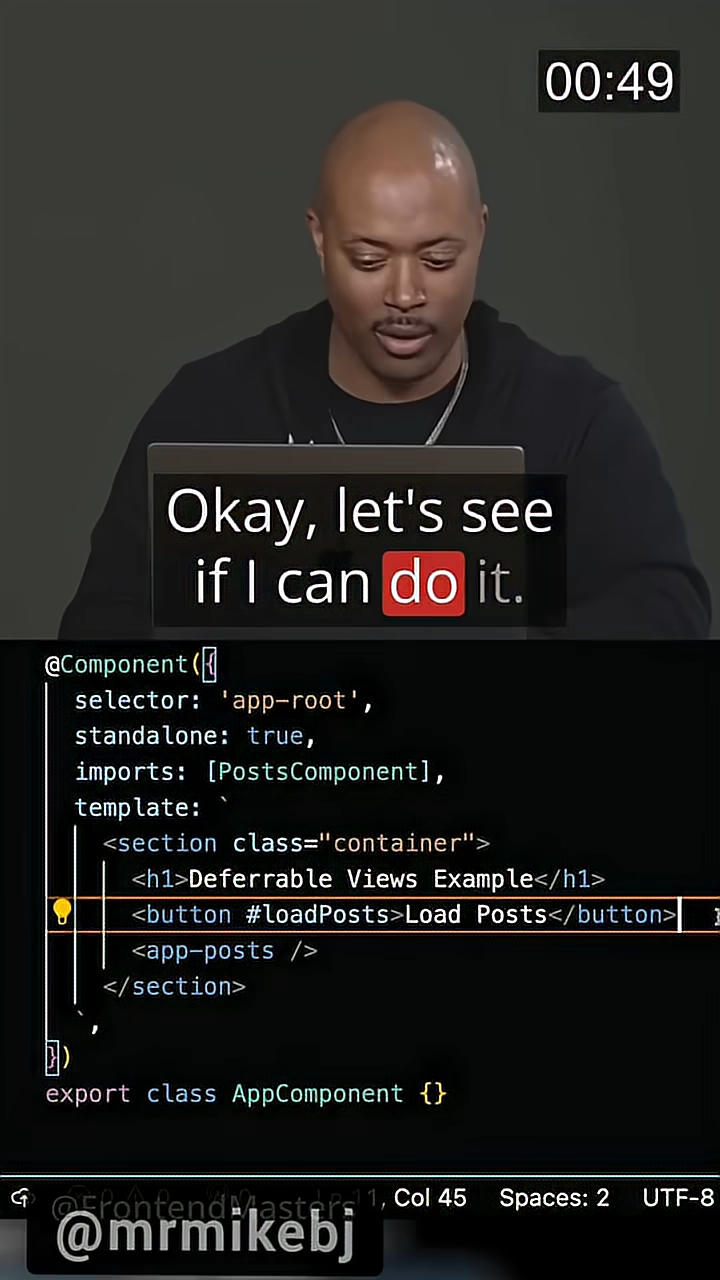 00:49
Okay, let's see
if I can do it.
@Component({
selector: 'app-root',
standalone: true,
imports: [PostsComponent],
template: `
<section class="container">
<h1>Deferrable Views Example</h1>
<button #loadPosts>Load Posts</button>
<app-posts />
</section>
`,
})
export class AppComponent {}
@FrontendMasters 1, Col 45 Spaces: 2 UTF-8
@mrmikebj